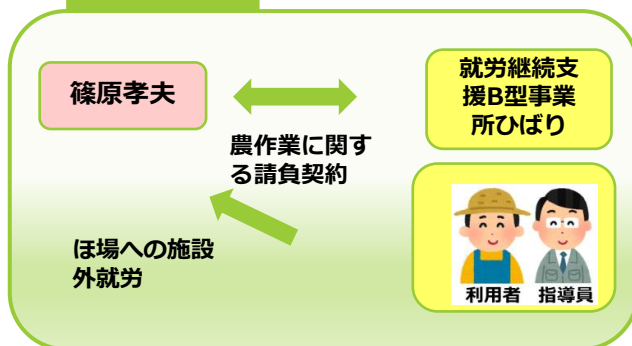 篠原孝夫
就労継続支
援B型事業
所ひばり
農作業に関す
る請負契約
ほ場への施設
外就労
利用者 指導員